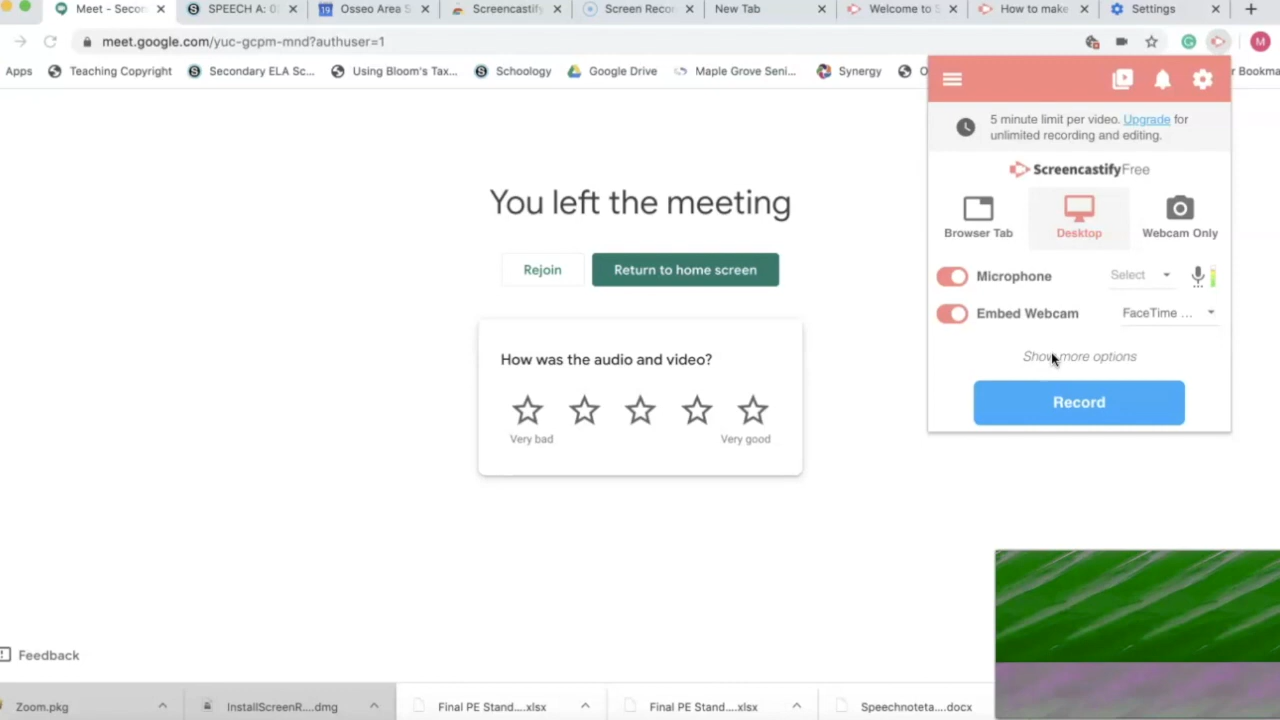 Meet - Secon
SPEECH A: 0
Osseo Area S
Screencastify
Screen Recor
New Tab
Welcome to S
How to make
Settings
meet.google.com/yuc-gcpm-mnd?authuser=1
M
Apps
Teaching Copyright
Secondary ELA Sc...
Using Bloom's Tax...
Schoology
Google Drive
Maple Grove Seni...
Synergy
O
r Bookma
5 minute limit per video. Upgrade for
unlimited recording and editing.
ScreencastifyFree
Browser Tab
Desktop
Webcam Only
Microphone
Select
Embed Webcam
FaceTime ...
Show more options
Record
You left the meeting
Rejoin
Return to home screen
How was the audio and video?
Very bad
Very good
Feedback
Zoom.pkg
InstallScreenR....dmg
Final PE Stand....xlsx
Final PE Stand....xlsx
Speechnoteta....docx